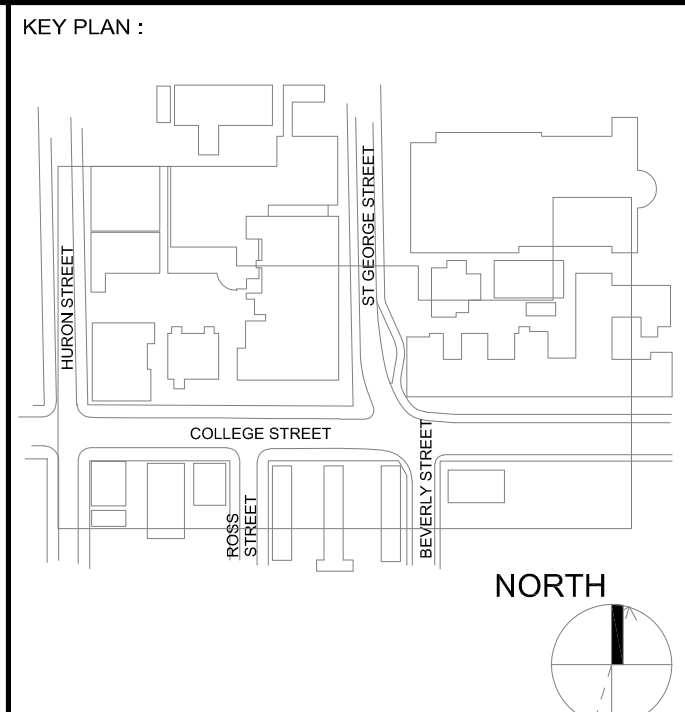 KEY PLAN :
ST GEORGE STREET
HURON STREET
COLLEGE STREET
BEVERLY STREET
ROSS
STREET
NORTH